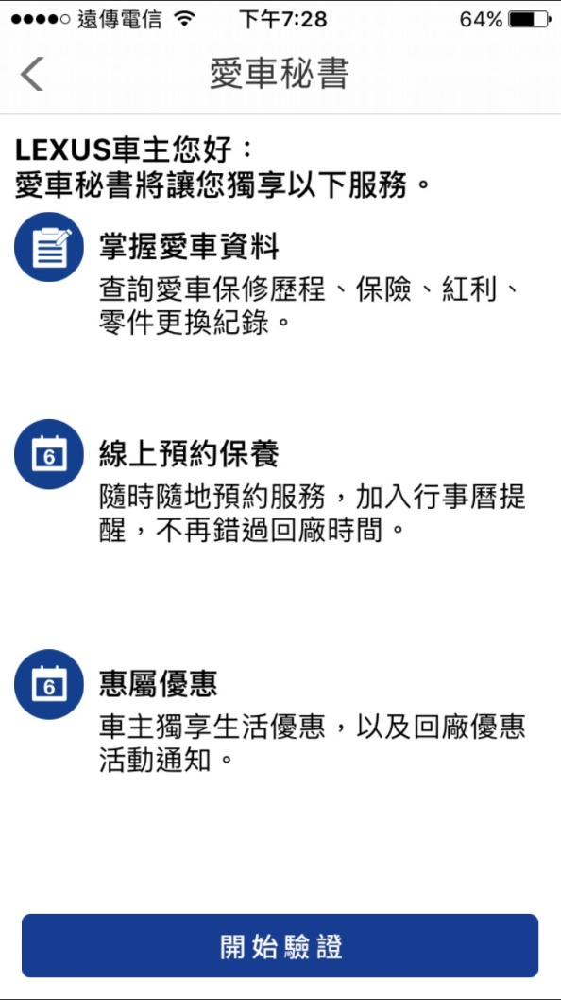 遠傳電信 下午7:28 64%
愛車秘書
LEXUS車主您好：
愛車秘書將讓您獨享以下服務。
掌握愛車資料
查詢愛車保修歷程、保險、紅利、
零件更換紀錄。
6
線上預約保養
隨時隨地預約服務，加入行事曆提
醒，不再錯過回廠時間。
6
惠屬優惠
車主獨享生活優惠，以及回廠優惠
活動通知。
開始驗證